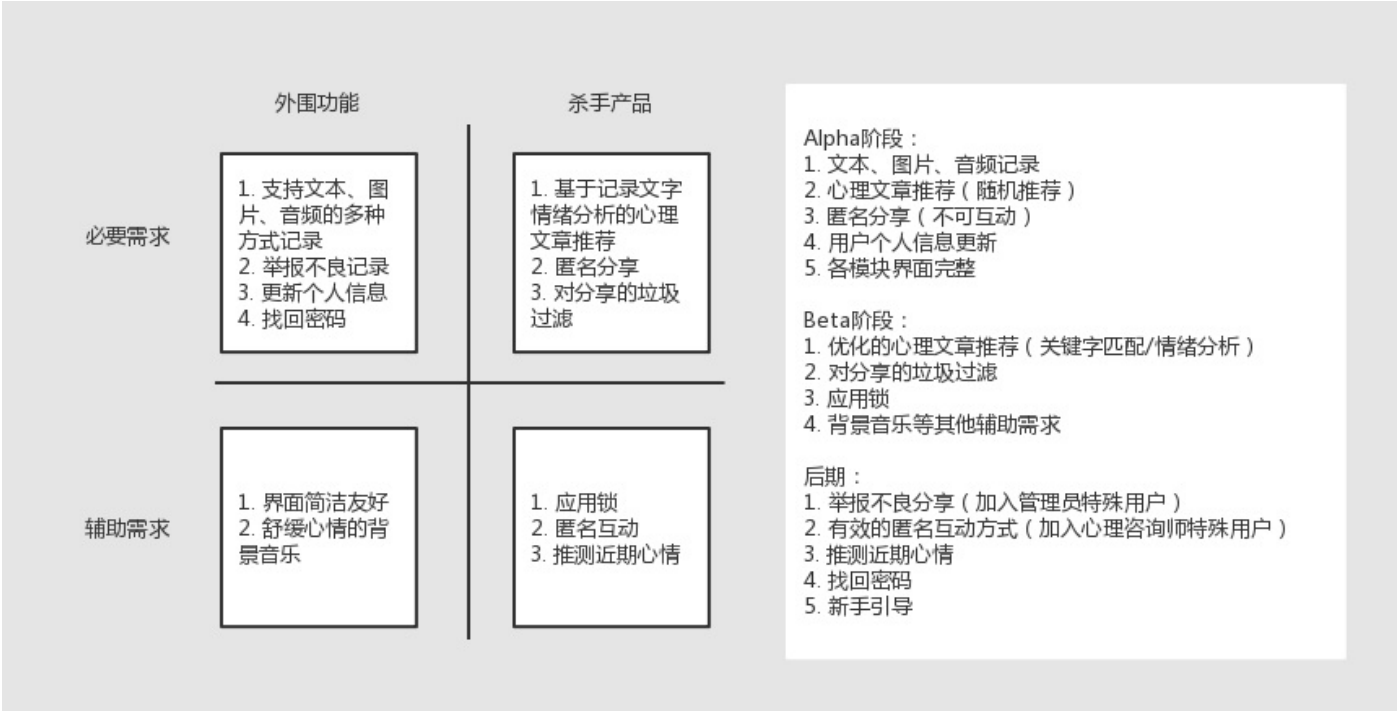 外围功能
杀手产品
必要需求
1. 支持文本、图
片、音频的多种
方式记录
2. 举报不良记录
3. 更新个人信息
4. 找回密码
1. 基于记录文字
情绪分析的心理
文章推荐
2. 匿名分享
3. 对分享的垃圾
过滤
辅助需求
1. 界面简洁友好
2. 舒缓心情的背
景音乐
1. 应用锁
2. 匿名互动
3. 推测近期心情
Alpha阶段：
1. 文本、图片、音频记录
2. 心理文章推荐（随机推荐）
3. 匿名分享（不可互动）
4. 用户个人信息更新
5. 各模块界面完整
Beta阶段：
1. 优化的心理文章推荐（关键字匹配/情绪分析）
2. 对分享的垃圾过滤
3. 应用锁
4. 背景音乐等其他辅助需求
后期：
1. 举报不良分享（加入管理员特殊用户）
2. 有效的匿名互动方式（加入心理咨询师特殊用户）
3. 推测近期心情
4. 找回密码
5. 新手引导